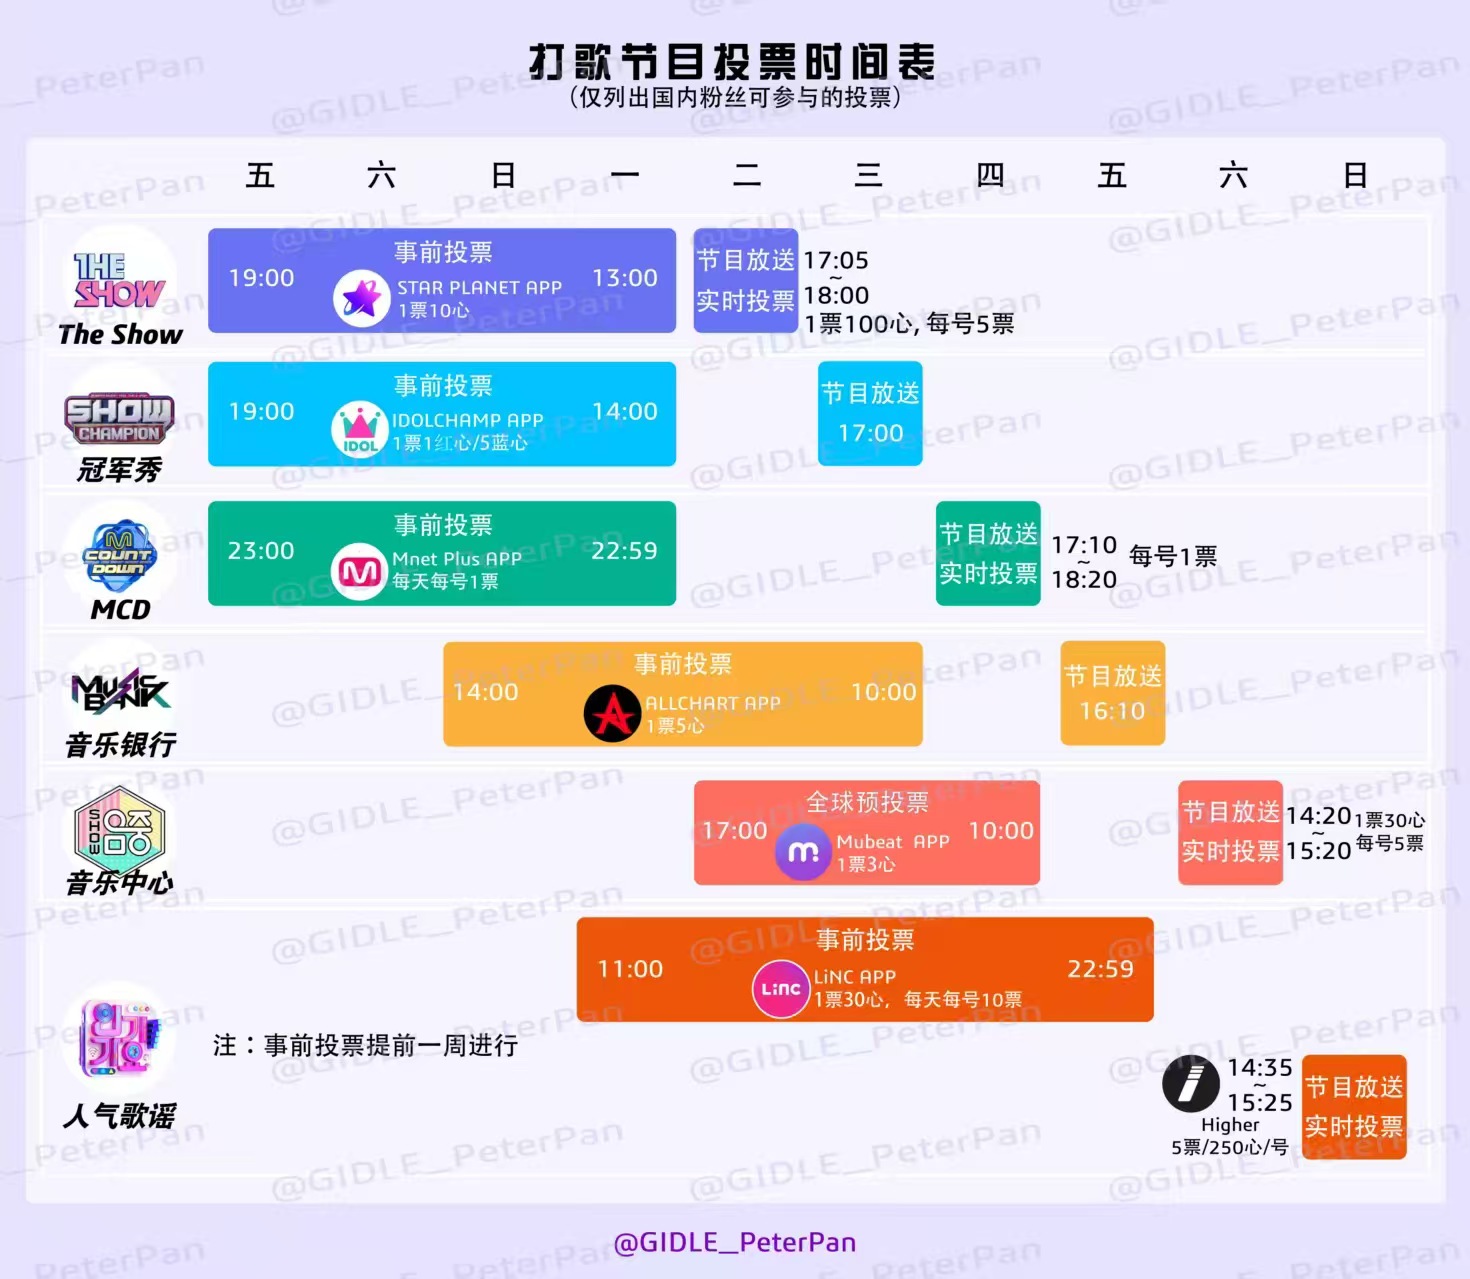 打歌节目投票时间表
（仅列出国内粉丝可参与的投票）
五 六 日 一 二 三 四 五 六 日
THE
SHOW
The Show
事前投票
19:00
STAR PLANET APP
1票10心
13:00
节目放送
实时投票
17:05
~
18:00
1票100心, 每号5票
SHOW
CHAMPION
冠军秀
事前投票
19:00
IDOL
IDOLCHAMP APP
1票1红心/5蓝心
14:00
节目放送
17:00
M
COUNT
DOWN
MCD
事前投票
23:00
Mnet Plus APP
每天每号1票
22:59
节目放送
实时投票
17:10
~
18:20
每号1票
MUSIC
BANK
音乐银行
事前投票
14:00
ALLCHART APP
1票5心
10:00
节目放送
16:10
SHOW
음중
音乐中心
全球预投票
17:00
m.
Mubeat APP
1票3心
10:00
节目放送
实时投票
14:20
~
15:20
1票30心
每号5票
인기가요
人气歌谣
事前投票
11:00
LiNC
LiNC APP
1票30心，每天每号10票
22:59
注：事前投票提前一周进行
14:35
~
15:25
Higher
5票/250心/号
节目放送
实时投票
@GIDLE__PeterPan